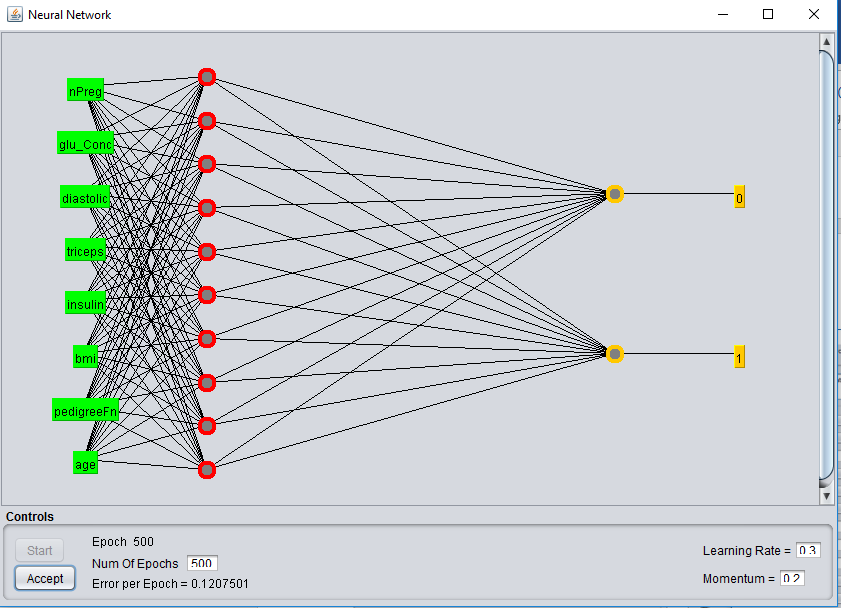 Neural Network
nPreg
glu_Conc
diastolic
triceps
insulin
bmi
pedigreeFn
age
0
1
Controls
Start
Accept
Epoch 500
Num Of Epochs 500
Error per Epoch = 0.1207501
Learning Rate = 0.3
Momentum = 0.2